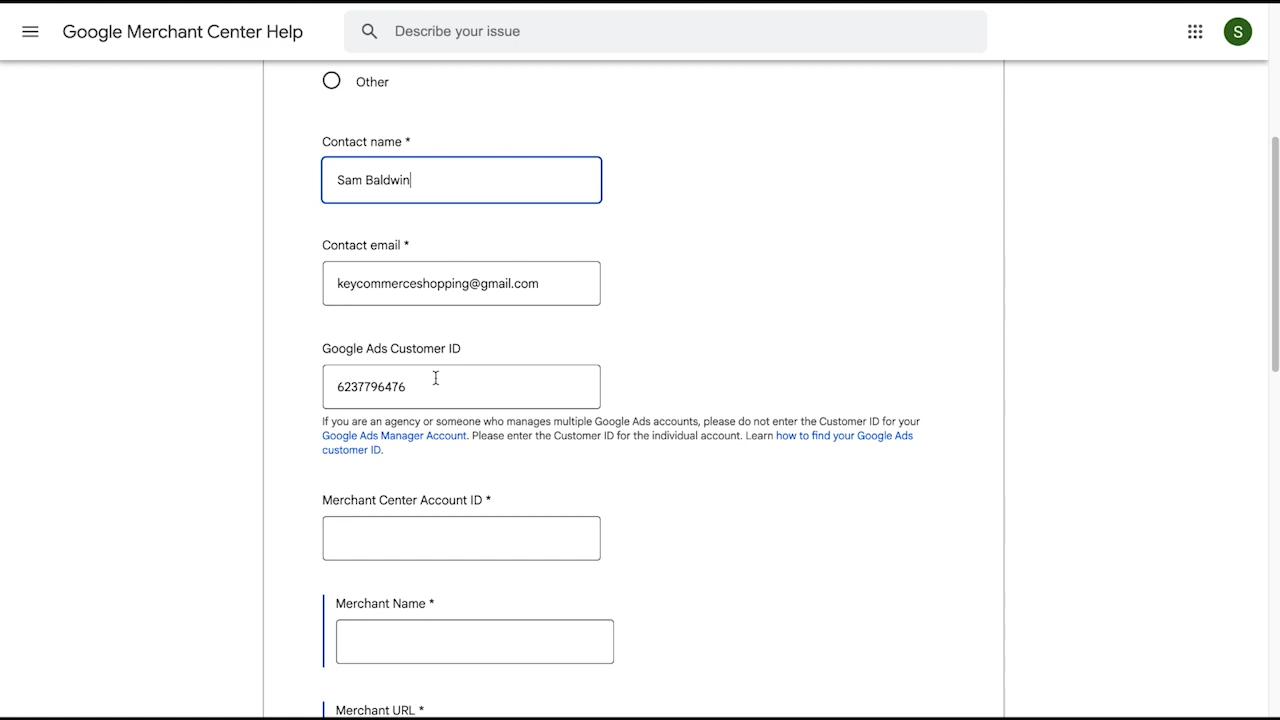 Google Merchant Center Help
Describe your issue
S
Other
Contact name *
Sam Baldwin
Contact email *
keycommerceshopping@gmail.com
Google Ads Customer ID
6237796476
If you are an agency or someone who manages multiple Google Ads accounts, please do not enter the Customer ID for your
Google Ads Manager Account. Please enter the Customer ID for the individual account. Learn how to find your Google Ads
customer ID.
Merchant Center Account ID *
Merchant Name *
Merchant URL *